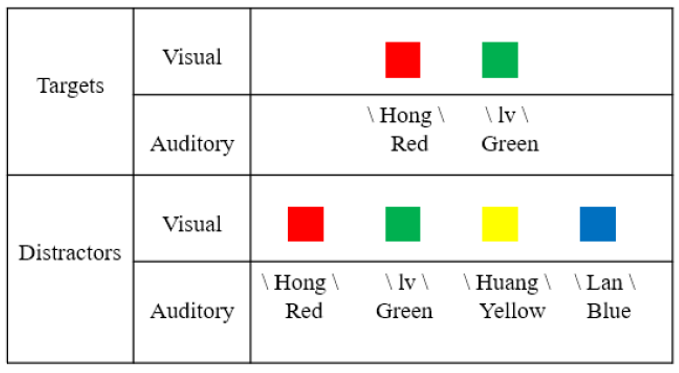 Targets
Visual
Auditory
\ Hong \ \ lv \
Red Green
Distractors
Visual
Auditory
\ Hong \ \ lv \ \ Huang \ \ Lan \
Red Green Yellow Blue